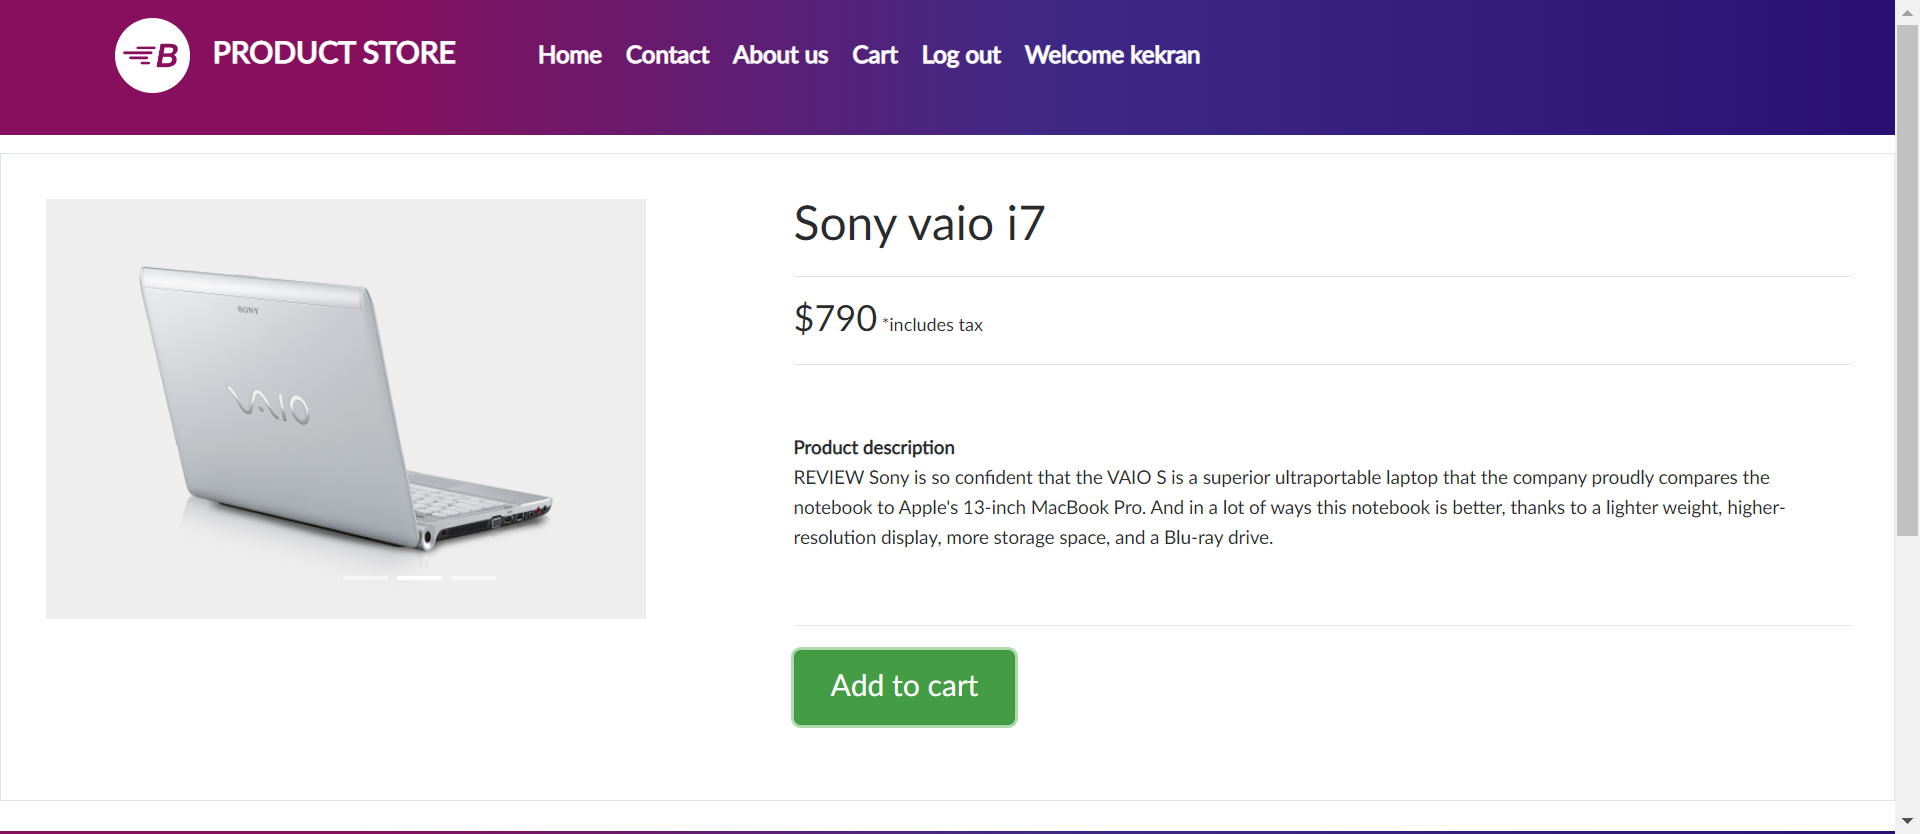 B PRODUCT STORE Home Contact About us Cart Log out Welcome kekran
SONY
VAIO
Sony vaio i7
$790 *includes tax
Product description
REVIEW Sony is so confident that the VAIO S is a superior ultraportable laptop that the company proudly compares the
notebook to Apple's 13-inch MacBook Pro. And in a lot of ways this notebook is better, thanks to a lighter weight, higher-
resolution display, more storage space, and a Blu-ray drive.
Add to cart